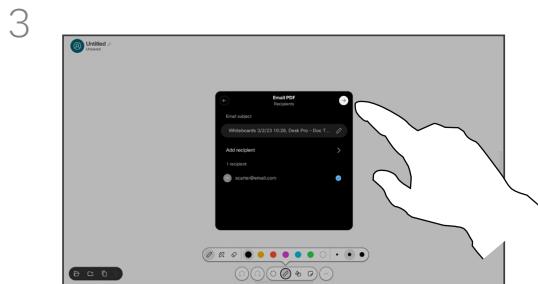 3
Untitled
Unsaved
Email PDF
Recipients
Email subject
Whiteboards 3/2/23 10:28, Desk Pro - Doc T...
Add recipient
1 recipient
scarter@email.com